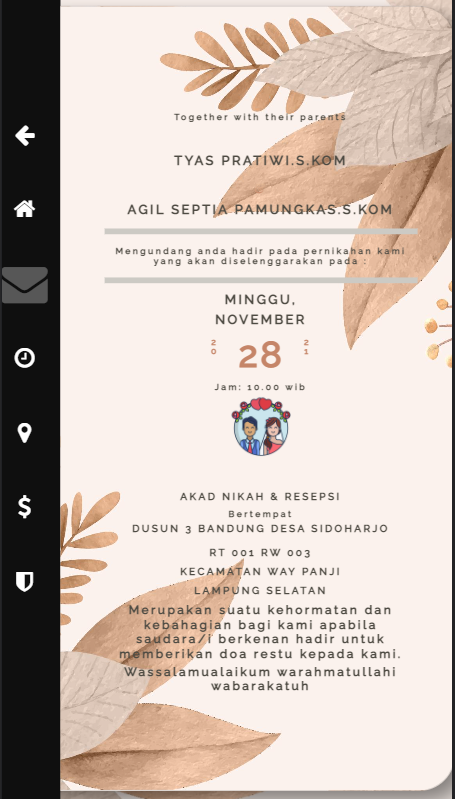 Together with their parents
TYAS PRATIWI.S.KOM
AGIL SEPTIA PAMUNGKAS.S.KOM
Mengundang anda hadir pada pernikahan kami
yang akan diselenggarakan pada :
MINGGU,
NOVEMBER
20 28 21
Jam: 10.00 wib
AKAD NIKAH & RESEPSI
Bertempat
DUSUN 3 BANDUNG DESA SIDOHARJO
RT 001 RW 003
KECAMATAN WAY PANJI
LAMPUNG SELATAN
Merupakan suatu kehormatan dan
kebahagian bagi kami apabila
saudara/i berkenan hadir untuk
memberikan doa restu kepada kami.
Wassalamualaikum warahmatullahi
wabarakatuh